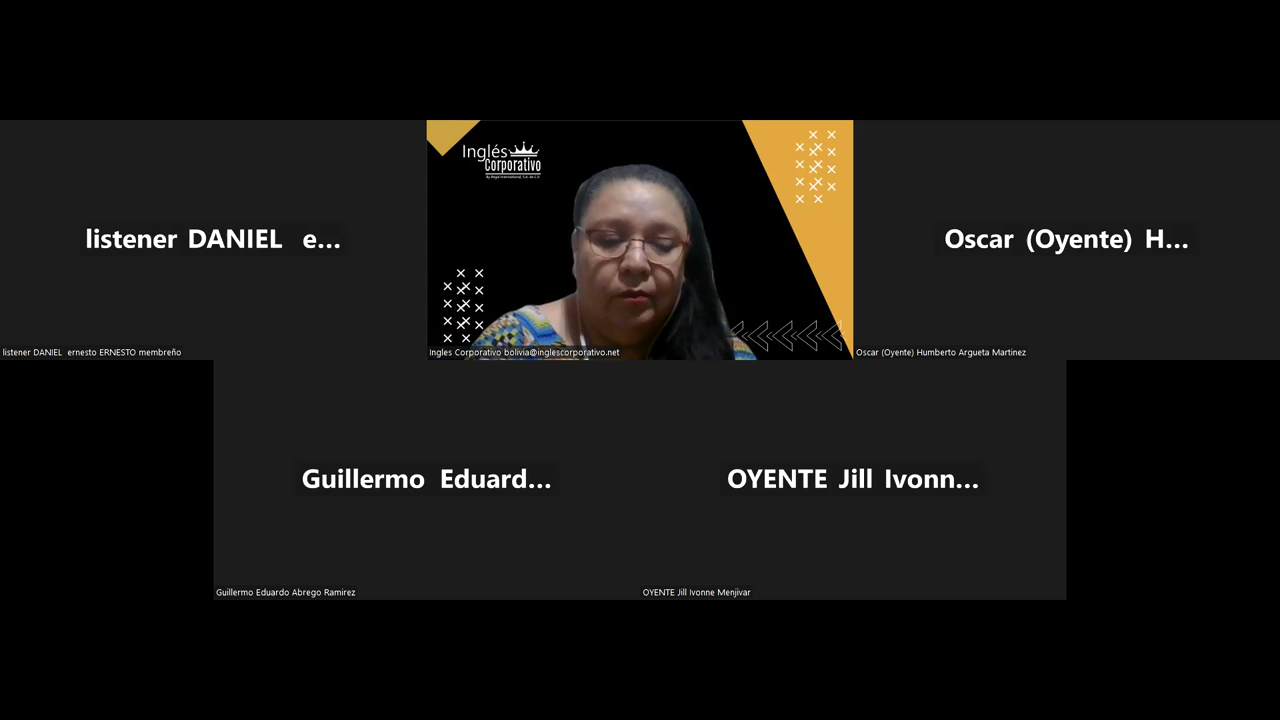 Inglés
Corporativo
listener DANIEL e...
Oscar (Oyente) H...
listener DANIEL ernesto ERNESTO membreño
Ingles Corporativo bolivia@inglescorporativo.net
Oscar (Oyente) Humberto Argueta Martinez
Guillermo Eduard...
OYENTE Jill Ivonn...
Guillermo Eduardo Abrego Ramirez
OYENTE Jill Ivonne Menjivar